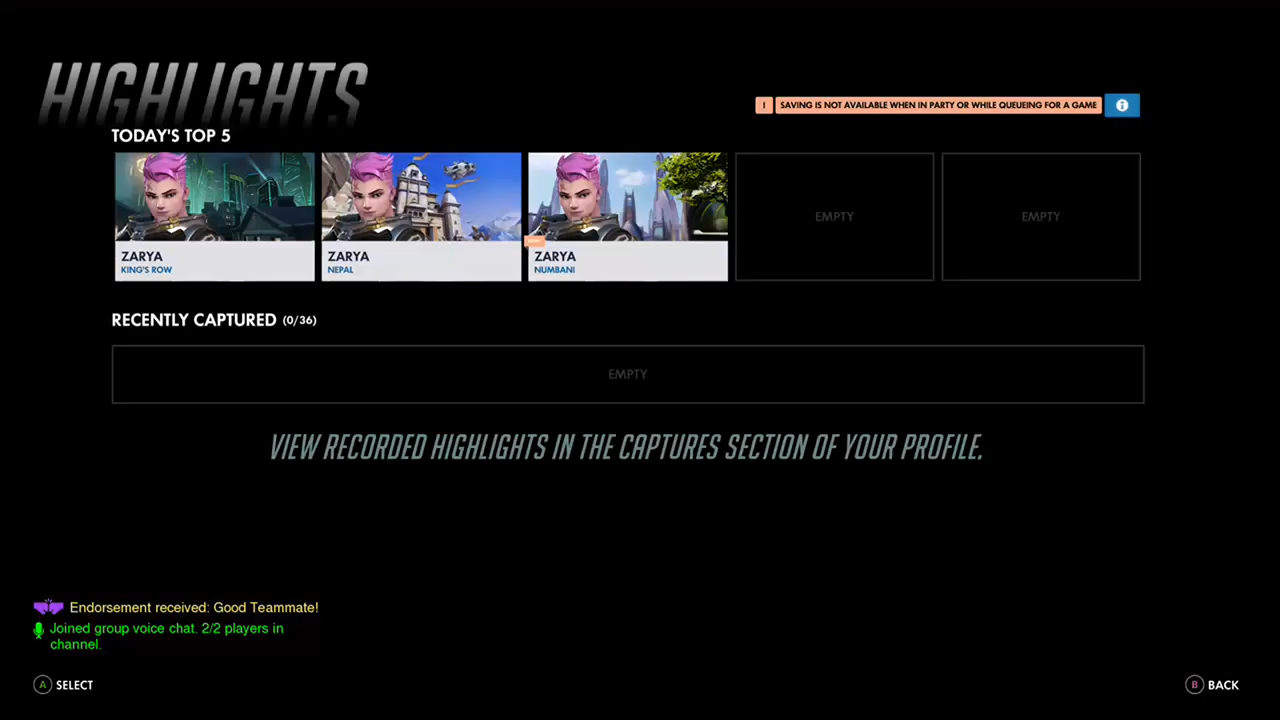 HIGHLIGHTS
! SAVING IS NOT AVAILABLE WHEN IN PARTY OR WHILE QUEUEING FOR A GAME
TODAY'S TOP 5
ZARYA
KING'S ROW
ZARYA
NEPAL
ZARYA
NUMBANI
EMPTY
EMPTY
RECENTLY CAPTURED (0/36)
EMPTY
VIEW RECORDED HIGHLIGHTS IN THE CAPTURES SECTION OF YOUR PROFILE.
Endorsement received: Good Teammate!
Joined group voice chat. 2/2 players in
channel.
A SELECT
B BACK